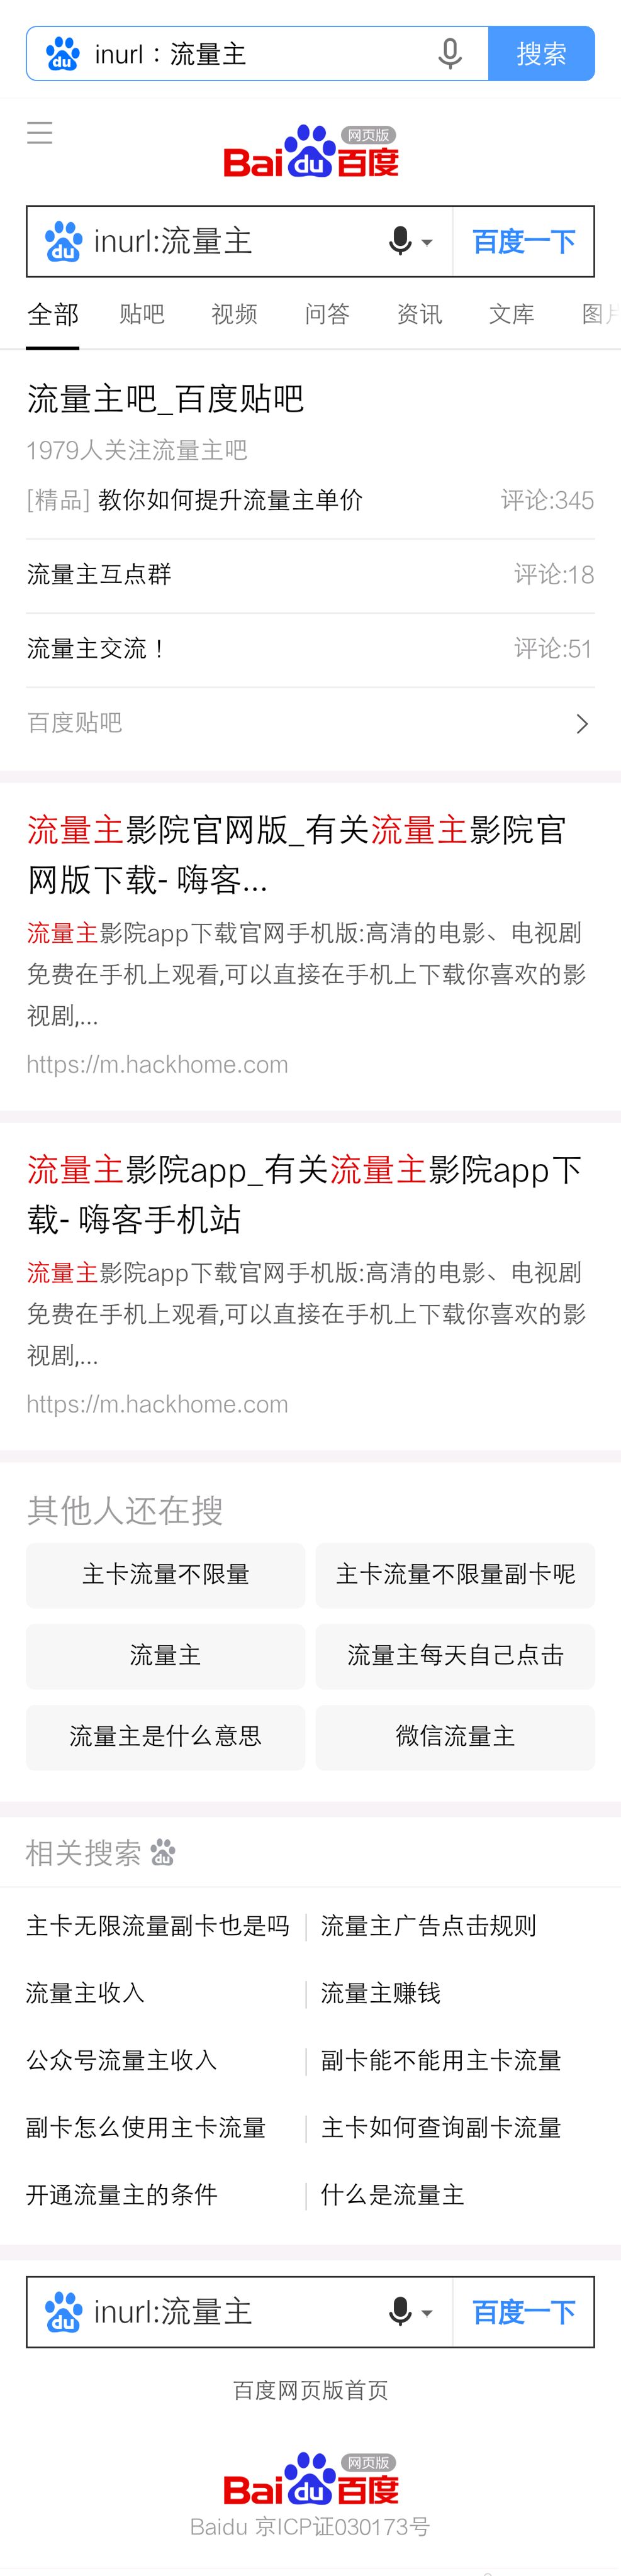 inurl：流量主
搜索
网页版
Bai du 百度
inurl:流量主
百度一下
全部 贴吧 视频 问答 资讯 文库
流量主吧_百度贴吧
1979人关注流量主吧
[精品] 教你如何提升流量主单价 评论:345
流量主互点群 评论:18
流量主交流！ 评论:51
百度贴吧
流量主影院官网版_有关流量主影院官
网版下载- 嗨客...
流量主影院app下载官网手机版:高清的电影、电视剧
免费在手机上观看,可以直接在手机上下载你喜欢的影
视剧,...
https://m.hackhome.com
流量主影院app_有关流量主影院app下
载- 嗨客手机站
流量主影院app下载官网手机版:高清的电影、电视剧
免费在手机上观看,可以直接在手机上下载你喜欢的影
视剧,...
https://m.hackhome.com
其他人还在搜
主卡流量不限量 主卡流量不限量副卡呢
流量主 流量主每天自己点击
流量主是什么意思 微信流量主
相关搜索 du
主卡无限流量副卡也是吗 流量主广告点击规则
流量主收入 流量主赚钱
公众号流量主收入 副卡能不能用主卡流量
副卡怎么使用主卡流量 主卡如何查询副卡流量
开通流量主的条件 什么是流量主
inurl:流量主 百度一下
百度网页版首页
网页版
Bai du 百度
Baidu 京ICP证030173号